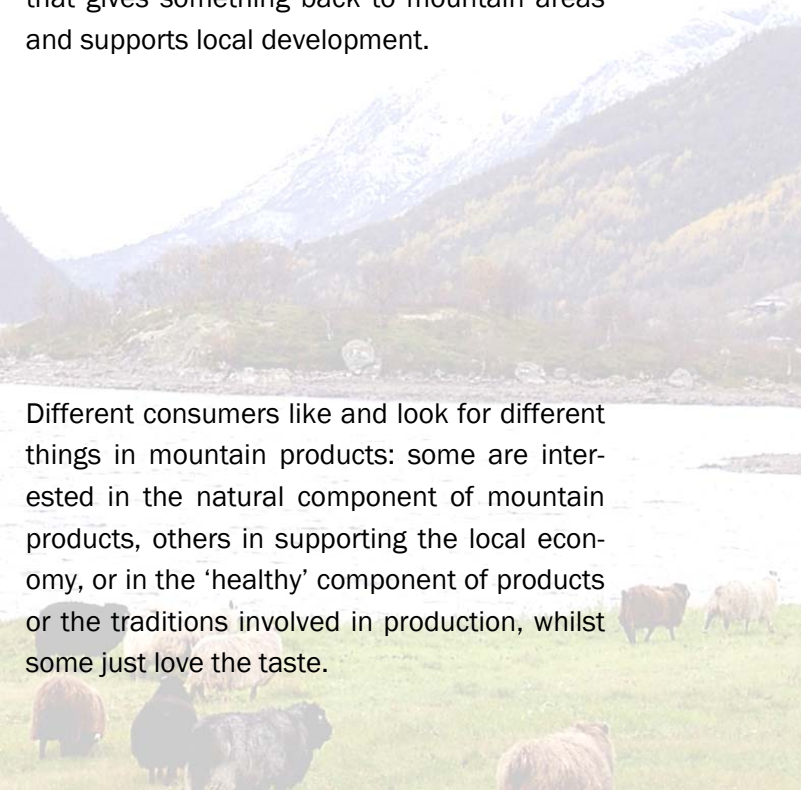 that gives something back to mountain areas
and supports local development.
Different consumers like and look for different
things in mountain products: some are inter-
ested in the natural component of mountain
products, others in supporting the local econ-
omy, or in the ‘healthy’ component of products
or the traditions involved in production, whilst
some just love the taste.